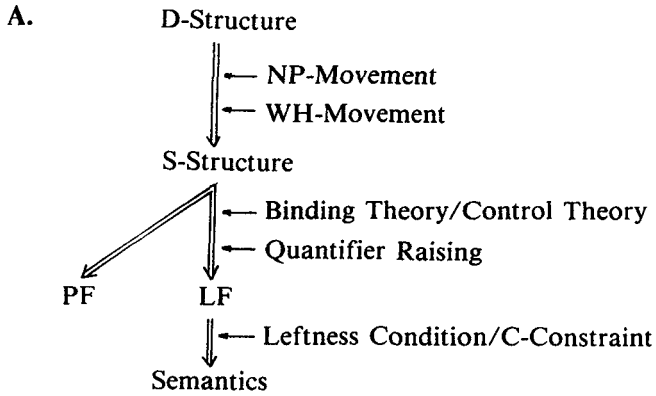 A.
D-Structure
NP-Movement
WH-Movement
S-Structure
Binding Theory/Control Theory
Quantifier Raising
PF LF
Leftness Condition/C-Constraint
Semantics